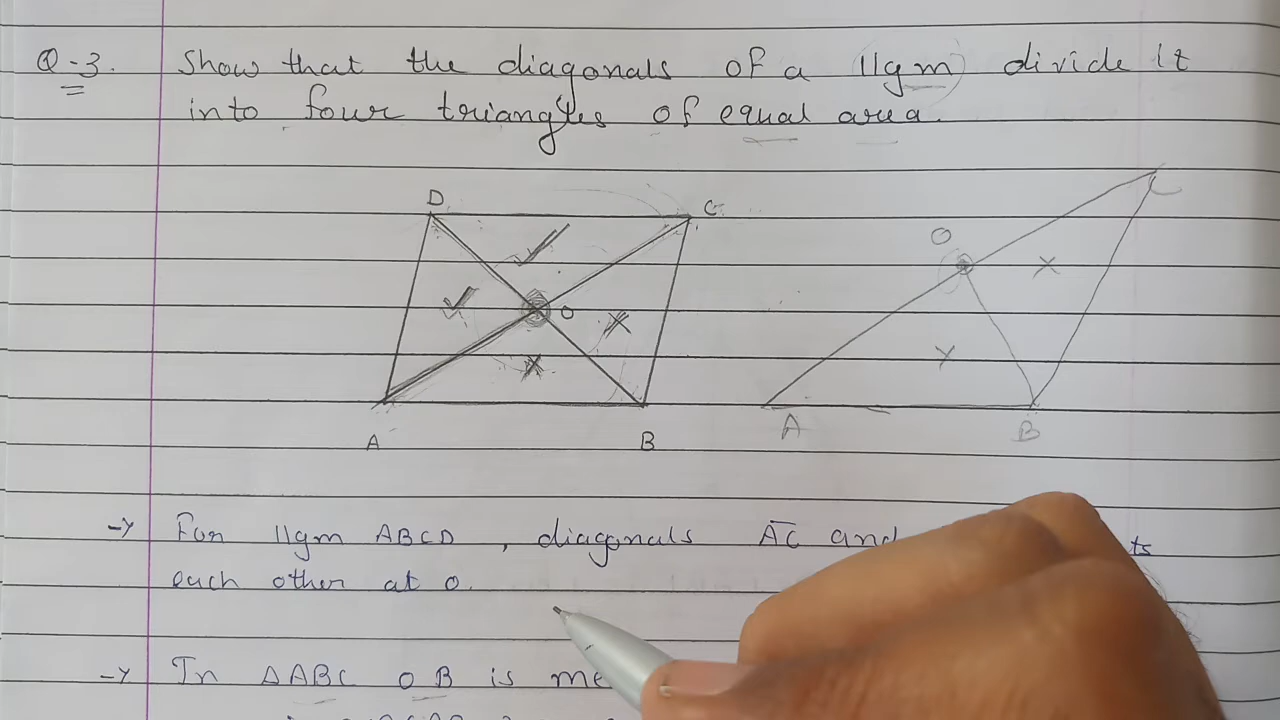 Q-3. Show that the diagonals of a ||gm divide it
into four triangles of equal area.
D
C
O
O
C
A
B
A
B
For ||gm ABCD, diagonals AC and
each other at O.
In ΔABC OB is